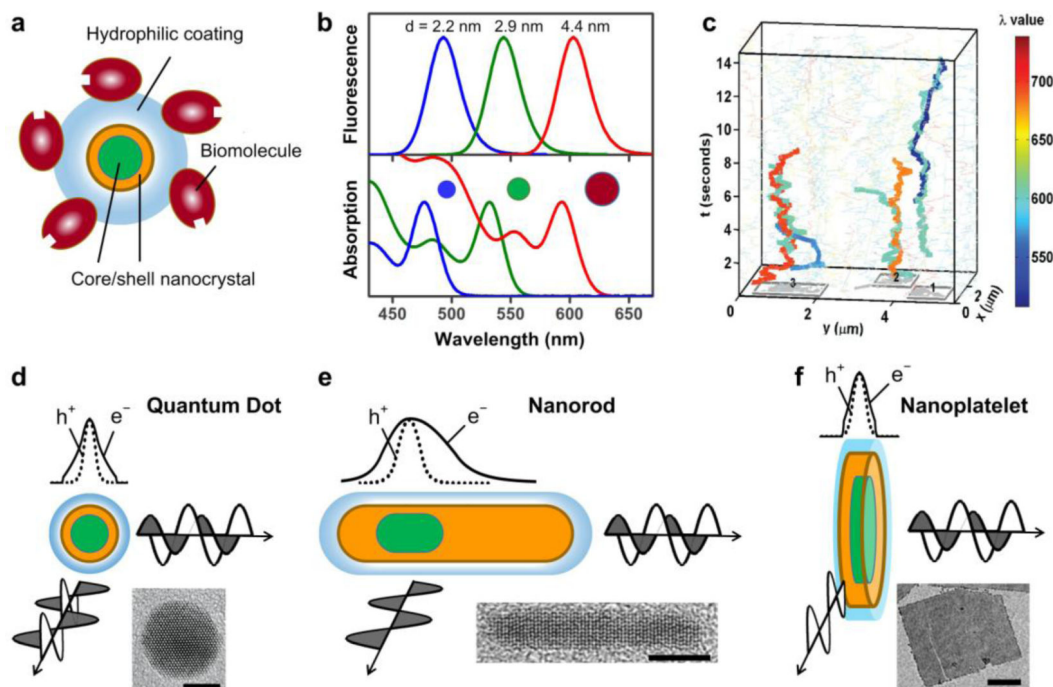 a
Hydrophilic coating
Biomolecule
Core/shell nanocrystal
b
d = 2.2 nm 2.9 nm 4.4 nm
Fluorescence
Absorption
450 500 550 600 650
Wavelength (nm)
c
λ value
14
12
10
8
6
4
2
t (seconds)
0 2 4
y (μm)
0 2
x (μm)
3 2 1
700
650
600
550
d
Quantum Dot
h⁺ e⁻
e
Nanorod
h⁺ e⁻
f
Nanoplatelet
h⁺ e⁻